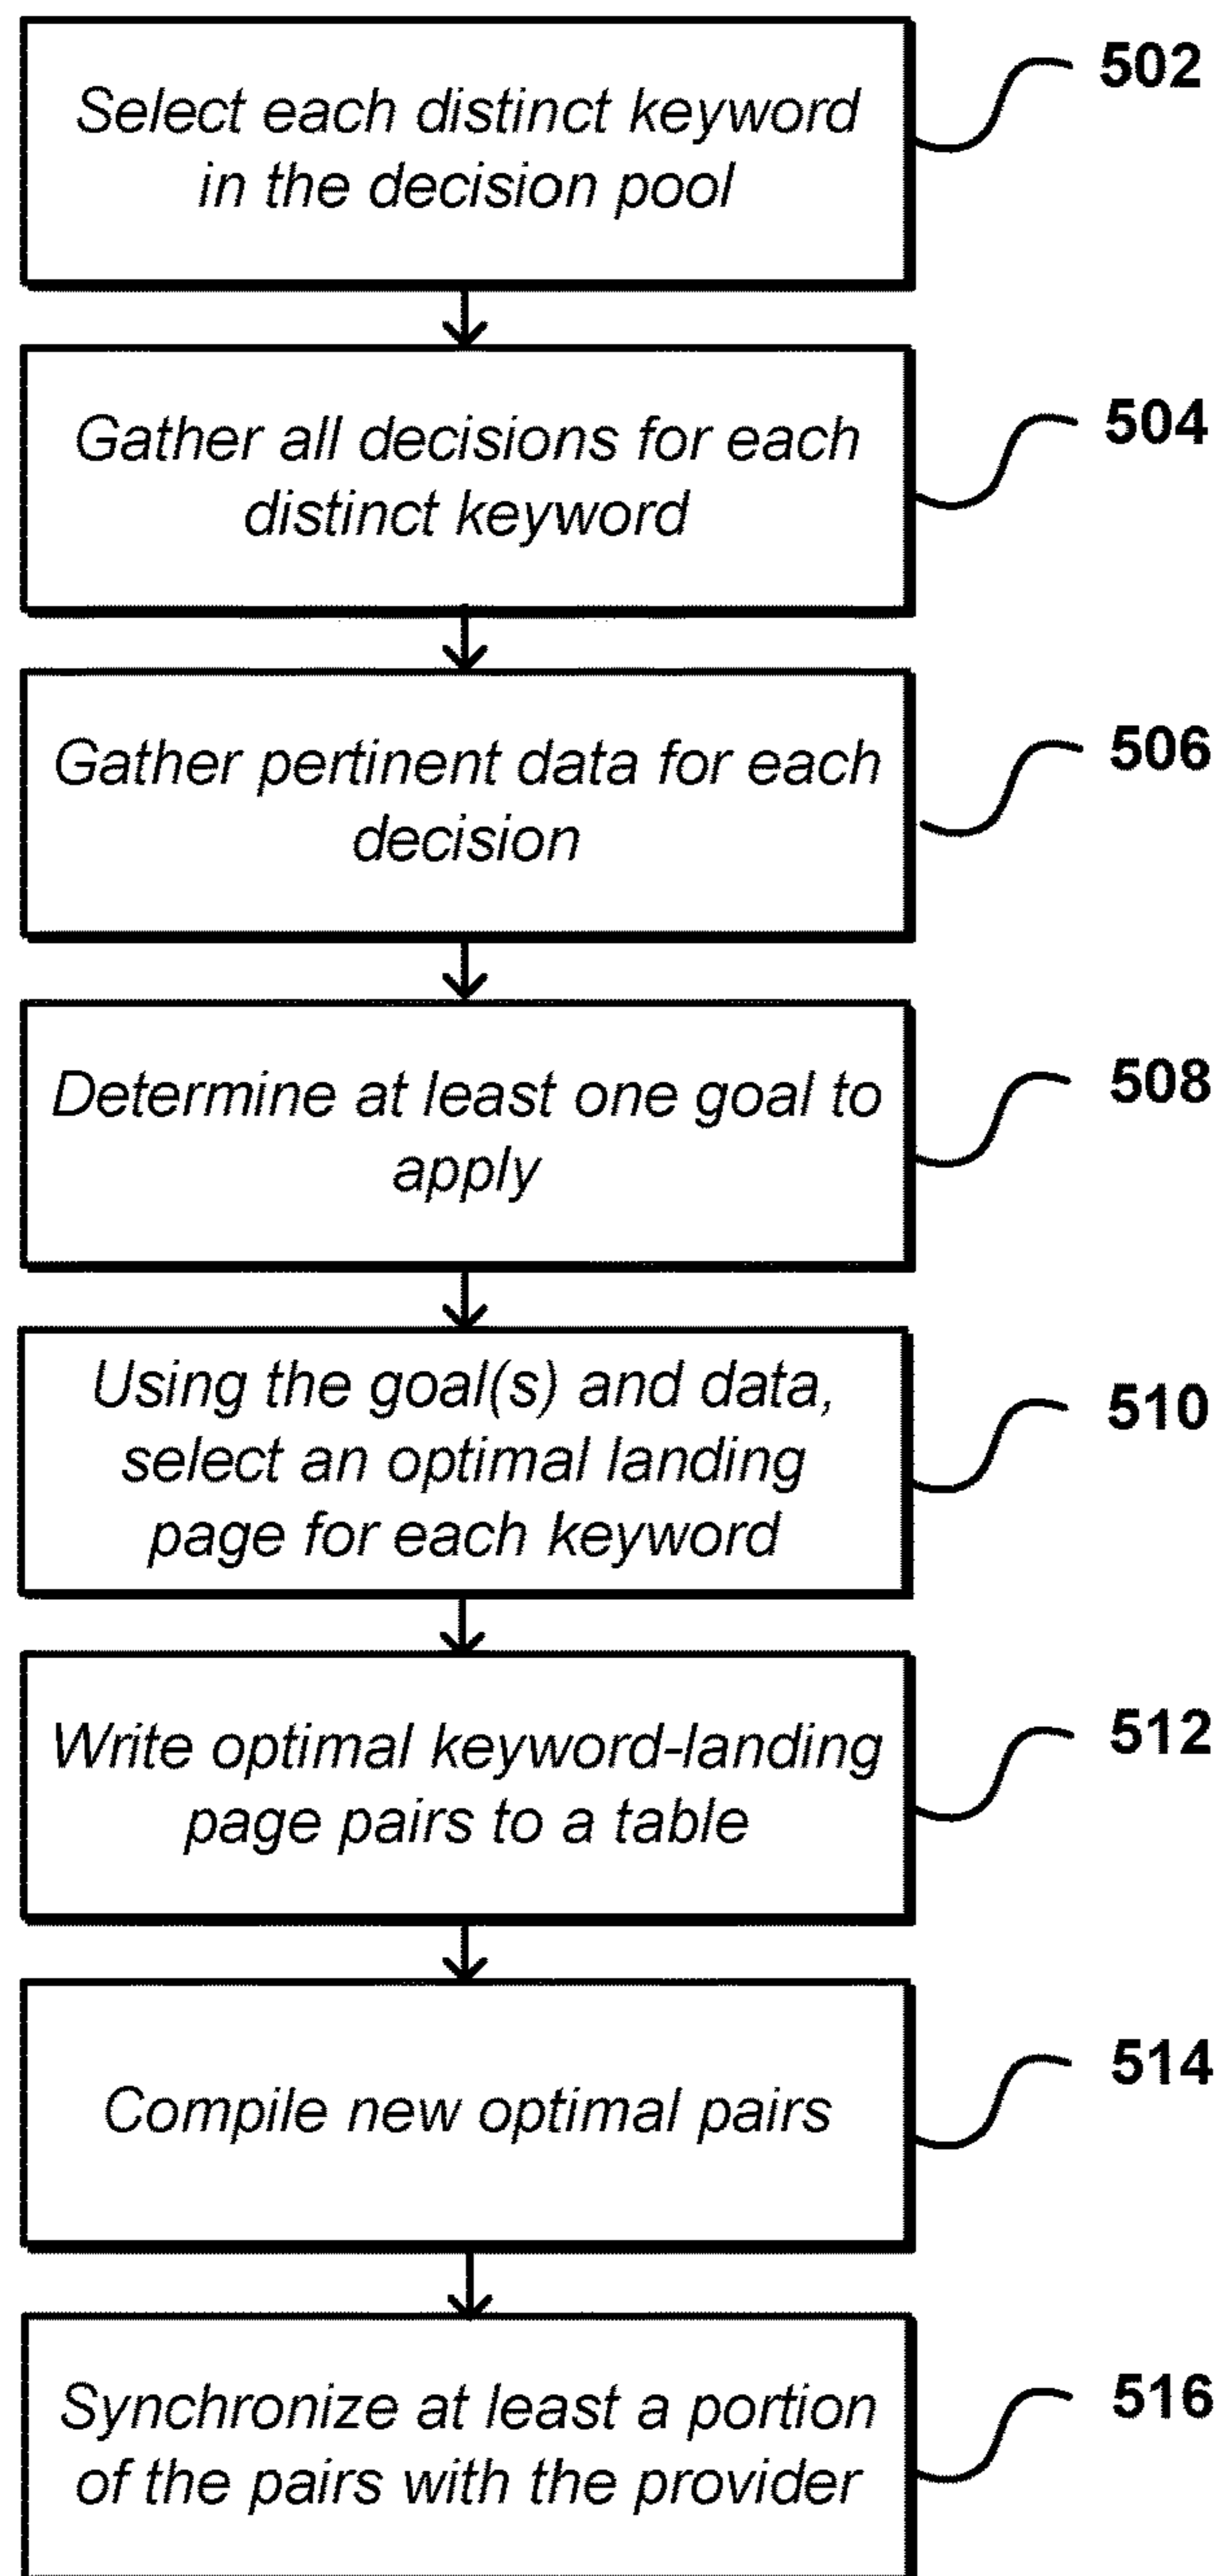 502
Select each distinct keyword
in the decision pool
504
Gather all decisions for each
distinct keyword
506
Gather pertinent data for each
decision
508
Determine at least one goal to
apply
510
Using the goal(s) and data,
select an optimal landing
page for each keyword
512
Write optimal keyword-landing
page pairs to a table
514
Compile new optimal pairs
516
Synchronize at least a portion
of the pairs with the provider